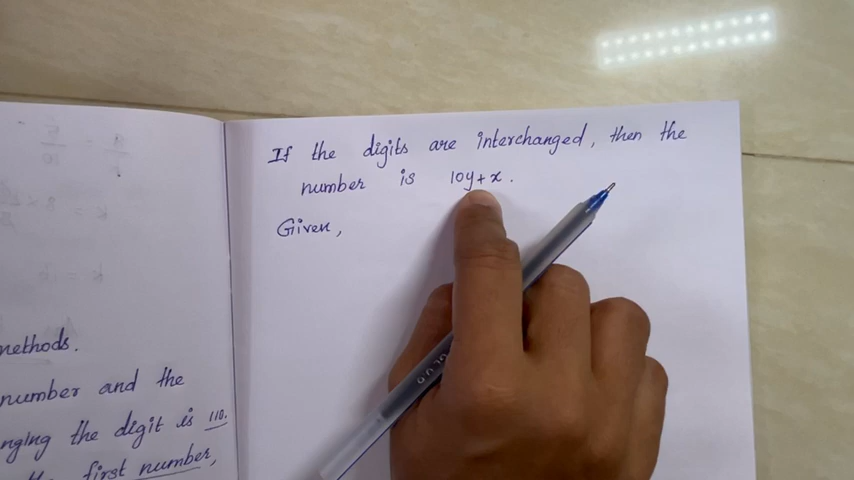 methods.
number and the
nging the digit is 110.
the first number,
If the digits are interchanged, then the
number is 10y+x.
Given,